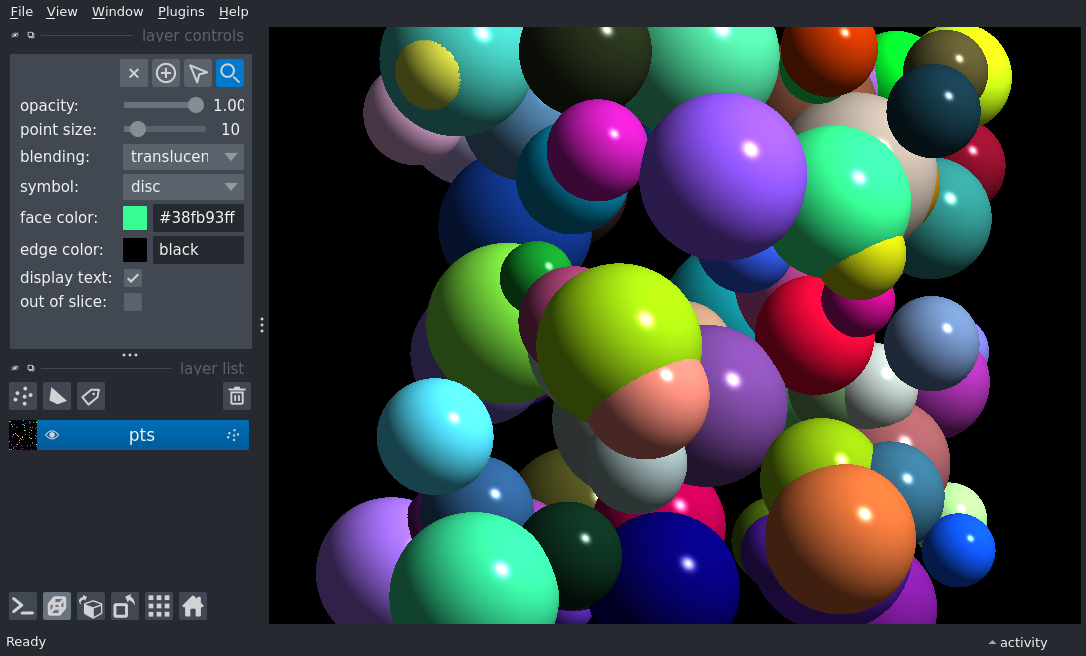 File View Window Plugins Help
layer controls
opacity: 1.00
point size: 10
blending: translucen
symbol: disc
face color: #38fb93ff
edge color: black
display text:
out of slice:
layer list
pts
Ready
activity